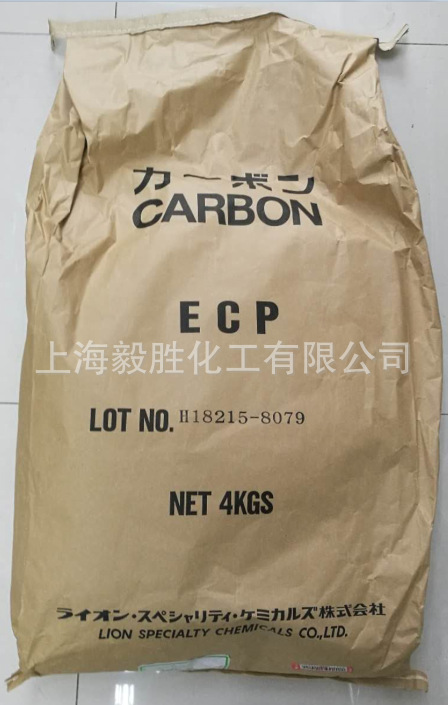 カーボン
CARBON
ECP
上海毅胜化工有限公司
LOT NO. H18215-8079
NET 4KGS
ライオン・スペシャリティ・ケミカルズ株式会社
LION SPECIALTY CHEMICALS CO.,LTD.